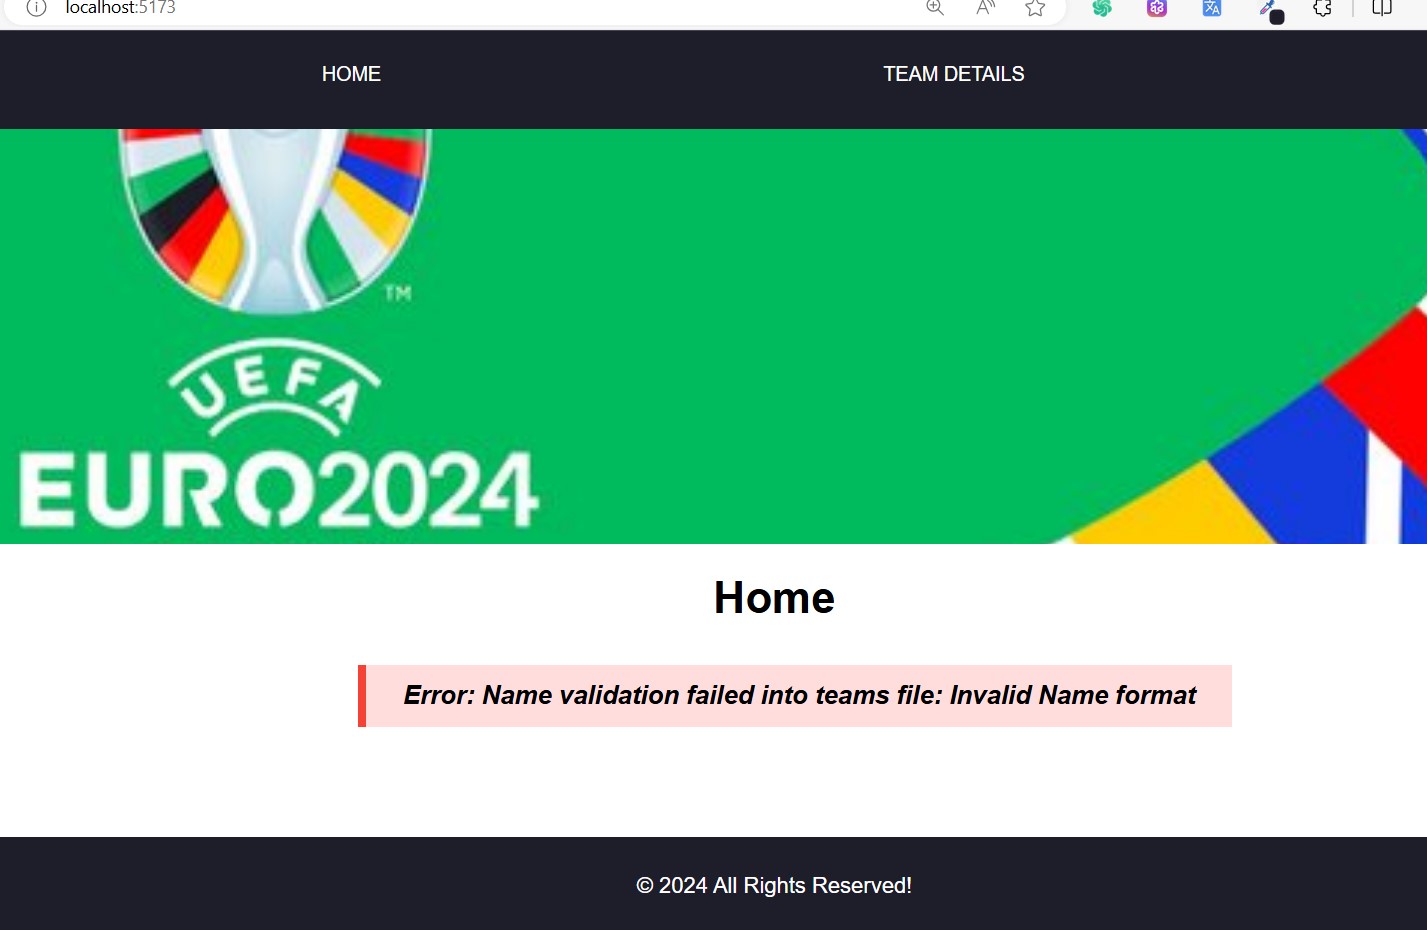 localhost:5173
HOME
TEAM DETAILS
TM
UEFA
EURO2024
Home
Error: Name validation failed into teams file: Invalid Name format
© 2024 All Rights Reserved!